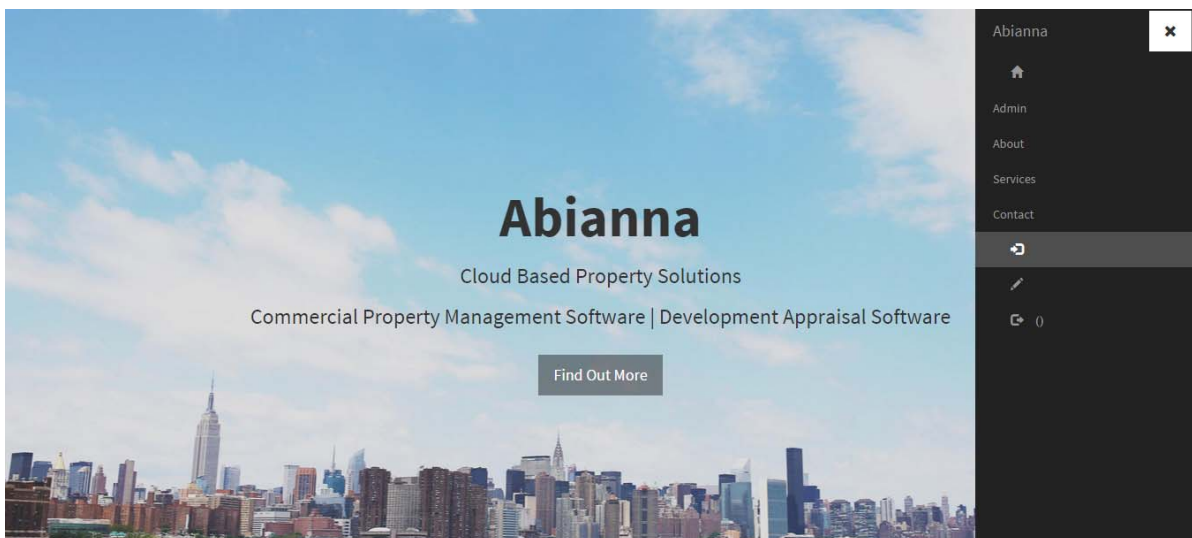 Abianna
Cloud Based Property Solutions
Commercial Property Management Software | Development Appraisal Software
Find Out More
Abianna
Admin
About
Services
Contact
()